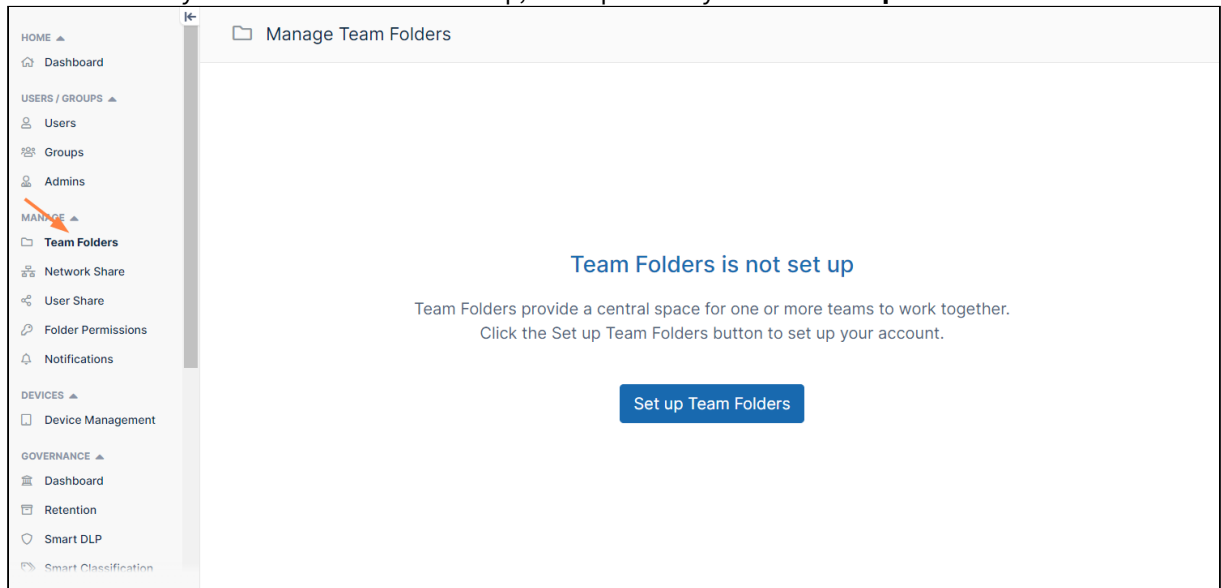 HOME
Dashboard
USERS / GROUPS
Users
Groups
Admins
MANAGE
Team Folders
Network Share
User Share
Folder Permissions
Notifications
DEVICES
Device Management
GOVERNANCE
Dashboard
Retention
Smart DLP
Smart Classification
Manage Team Folders
Team Folders is not set up
Team Folders provide a central space for one or more teams to work together.
Click the Set up Team Folders button to set up your account.
Set up Team Folders